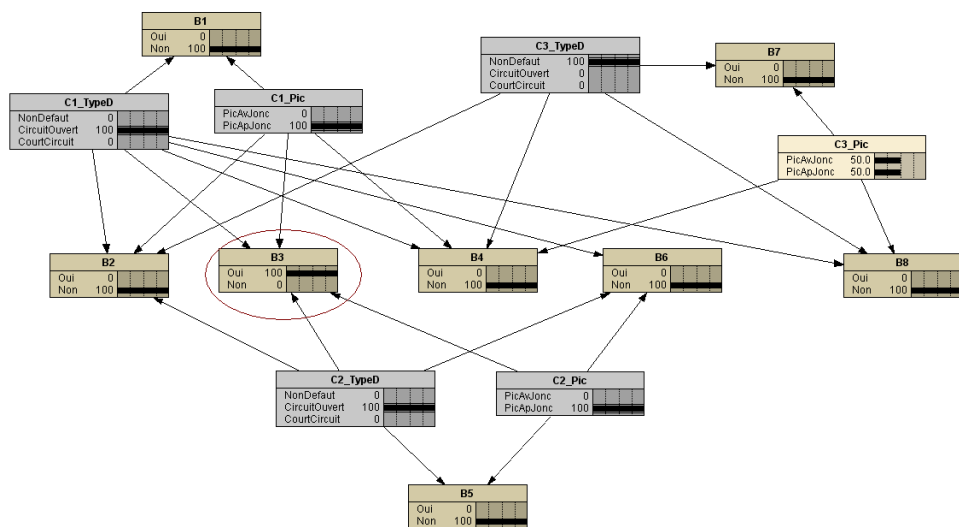 B1
Oui 0
Non 100
C3_TypeD
NonDefaut 100
CircuitOuvert 0
CourtCircuit 0
B7
Oui 0
Non 100
C1_TypeD
NonDefaut 0
CircuitOuvert 100
CourtCircuit 0
C1_Pic
PicAvJonc 0
PicApJonc 100
C3_Pic
PicAvJonc 50.0
PicApJonc 50.0
B2
Oui 0
Non 100
B3
Oui 100
Non 0
B4
Oui 0
Non 100
B6
Oui 0
Non 100
B8
Oui 0
Non 100
C2_TypeD
NonDefaut 0
CircuitOuvert 100
CourtCircuit 0
C2_Pic
PicAvJonc 0
PicApJonc 100
B5
Oui 0
Non 100